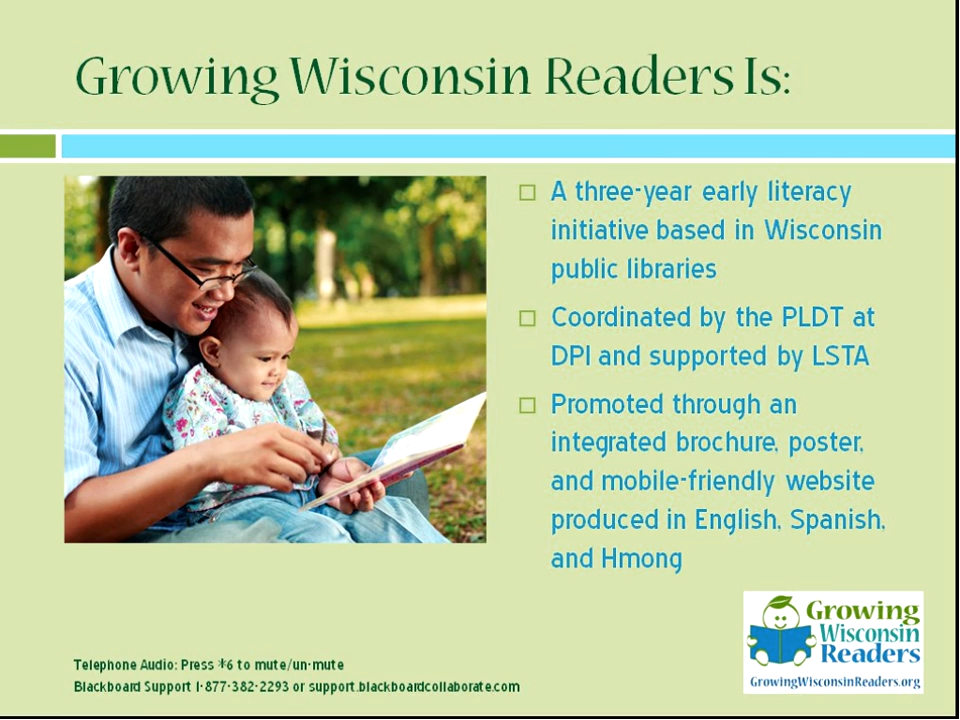 Growing Wisconsin Readers Is:
A three-year early literacy
initiative based in Wisconsin
public libraries
Coordinated by the PLDT at
DPI and supported by LSTA
Promoted through an
integrated brochure, poster,
and mobile-friendly website
produced in English, Spanish,
and Hmong
Growing
Wisconsin
Readers
GrowingWisconsinReaders.org
Telephone Audio: Press *6 to mute/un-mute
Blackboard Support 1-877-382-2293 or support.blackboardcollaborate.com